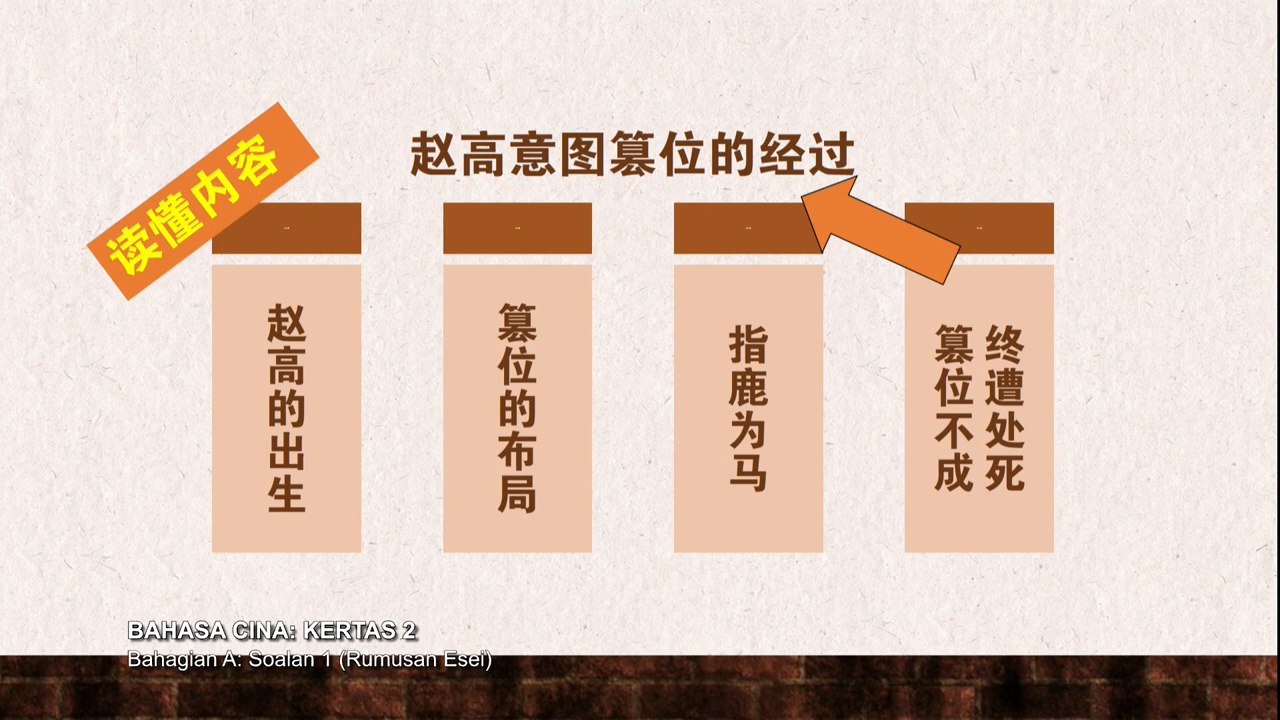 赵高意图篡位的经过
读懂内容
赵高的出生
篡位的布局
指鹿为马
篡位不成
终遭处死
BAHASA CINA: KERTAS 2
Bahagian A: Soalan 1 (Rumusan Esei)